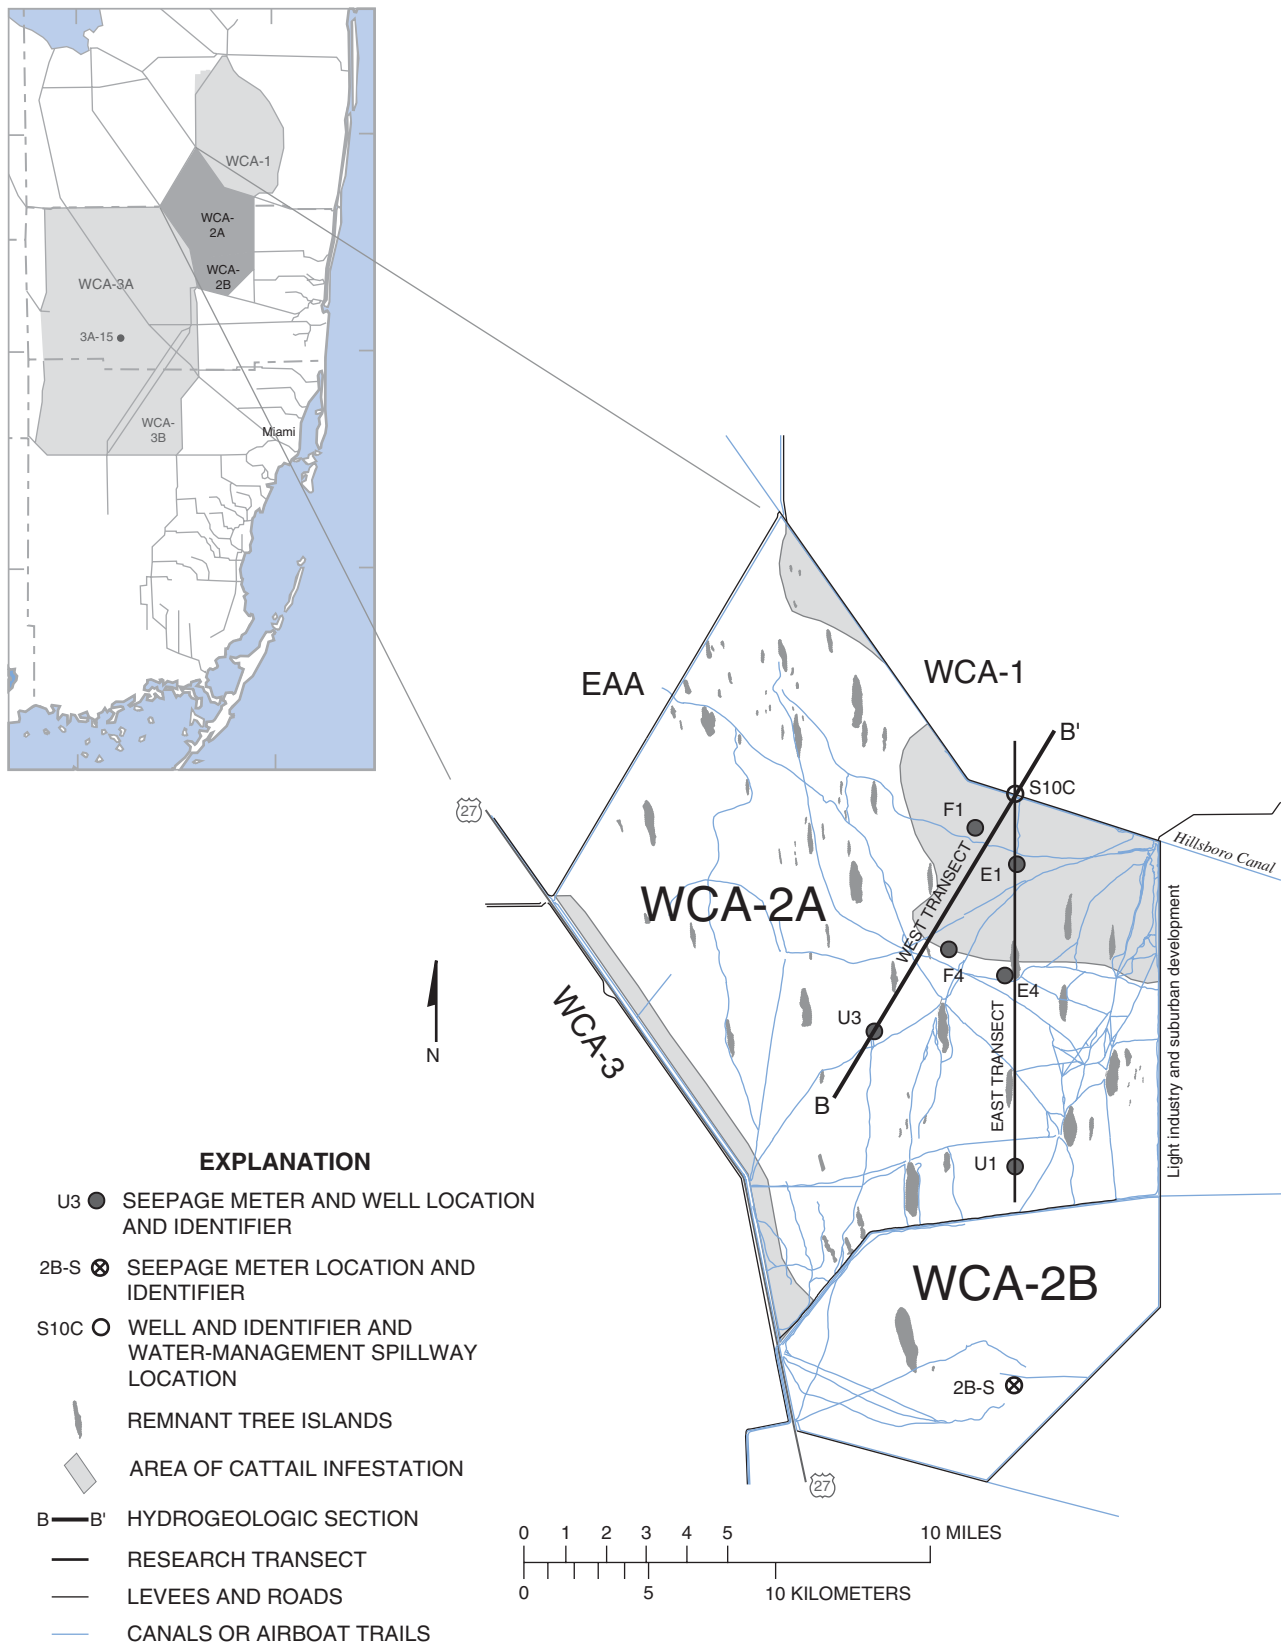 WCA-1
WCA-
2A
WCA-
2B
WCA-3A
3A-15
WCA-
3B
Miami
EAA
WCA-1
B'
S10C
27
F1
Hillsboro Canal
E1
WCA-2A
WEST TRANSECT
F4
E4
WCA-3
N
U3
EAST TRANSECT
Light industry and suburban development
B
U1
WCA-2B
2B-S
27
EXPLANATION
U3 SEEPAGE METER AND WELL LOCATION
AND IDENTIFIER
2B-S SEEPAGE METER LOCATION AND
IDENTIFIER
S10C WELL AND IDENTIFIER AND
WATER-MANAGEMENT SPILLWAY
LOCATION
REMNANT TREE ISLANDS
AREA OF CATTAIL INFESTATION
B B' HYDROGEOLOGIC SECTION
RESEARCH TRANSECT
LEVEES AND ROADS
CANALS OR AIRBOAT TRAILS
0 1 2 3 4 5 10 MILES
0 5 10 KILOMETERS